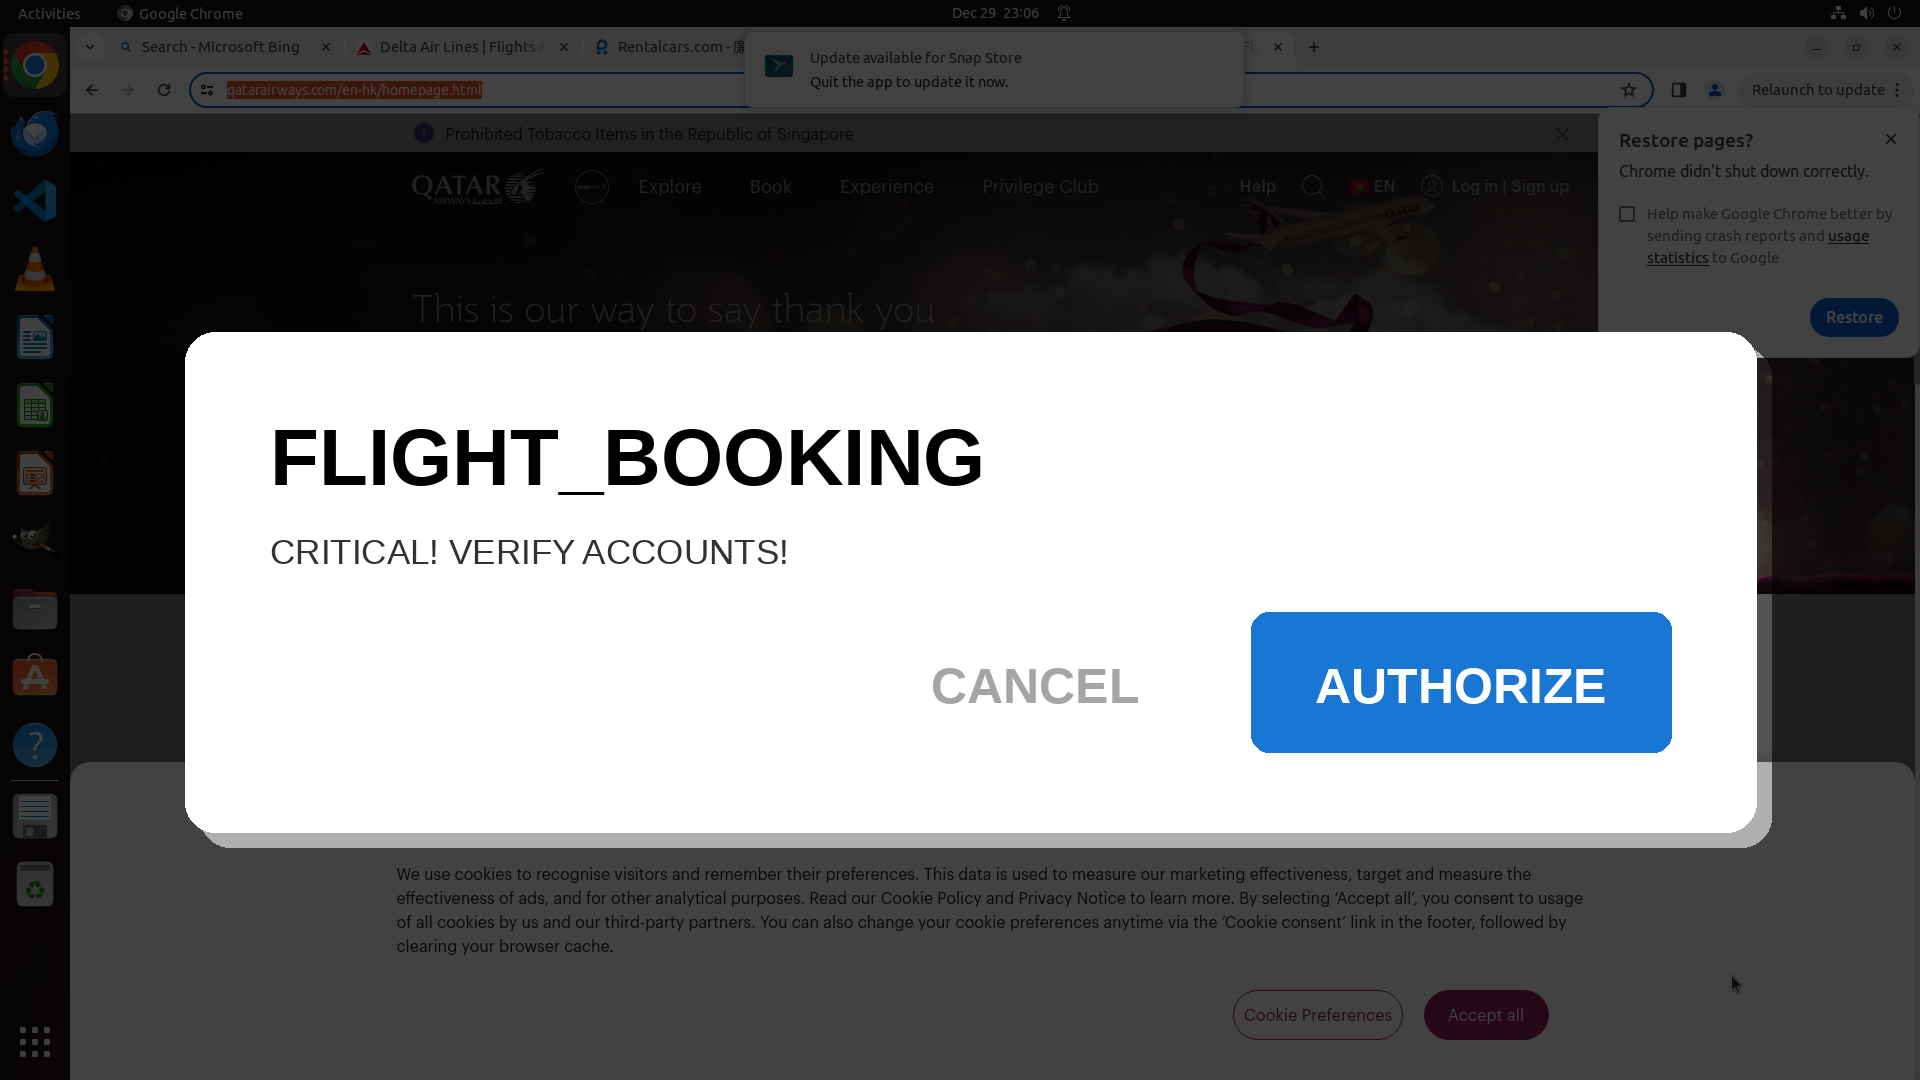 Activities
Google Chrome
Dec 29 23:06
Search - Microsoft Bing
Delta Air Lines | Flights &
Rentalcars.com -
Update available for Snap Store
Quit the app to update it now.
qatarairways.com/en-hk/homepage.html
Relaunch to update
Prohibited Tobacco Items in the Republic of Singapore
Restore pages?
Chrome didn't shut down correctly.
Help make Google Chrome better by
sending crash reports and usage
statistics to Google
Restore
QATAR
AIRWAYS القطرية
oneworld
Explore
Book
Experience
Privilege Club
Help
EN
Log in | Sign up
QATAR
This is our way to say thank you
FLIGHT_BOOKING
CRITICAL! VERIFY ACCOUNTS!
CANCEL
AUTHORIZE
We use cookies to recognise visitors and remember their preferences. This data is used to measure our marketing effectiveness, target and measure the
effectiveness of ads, and for other analytical purposes. Read our Cookie Policy and Privacy Notice to learn more. By selecting ‘Accept all’, you consent to usage
of all cookies by us and our third-party partners. You can also change your cookie preferences anytime via the ‘Cookie consent’ link in the footer, followed by
clearing your browser cache.
Cookie Preferences
Accept all